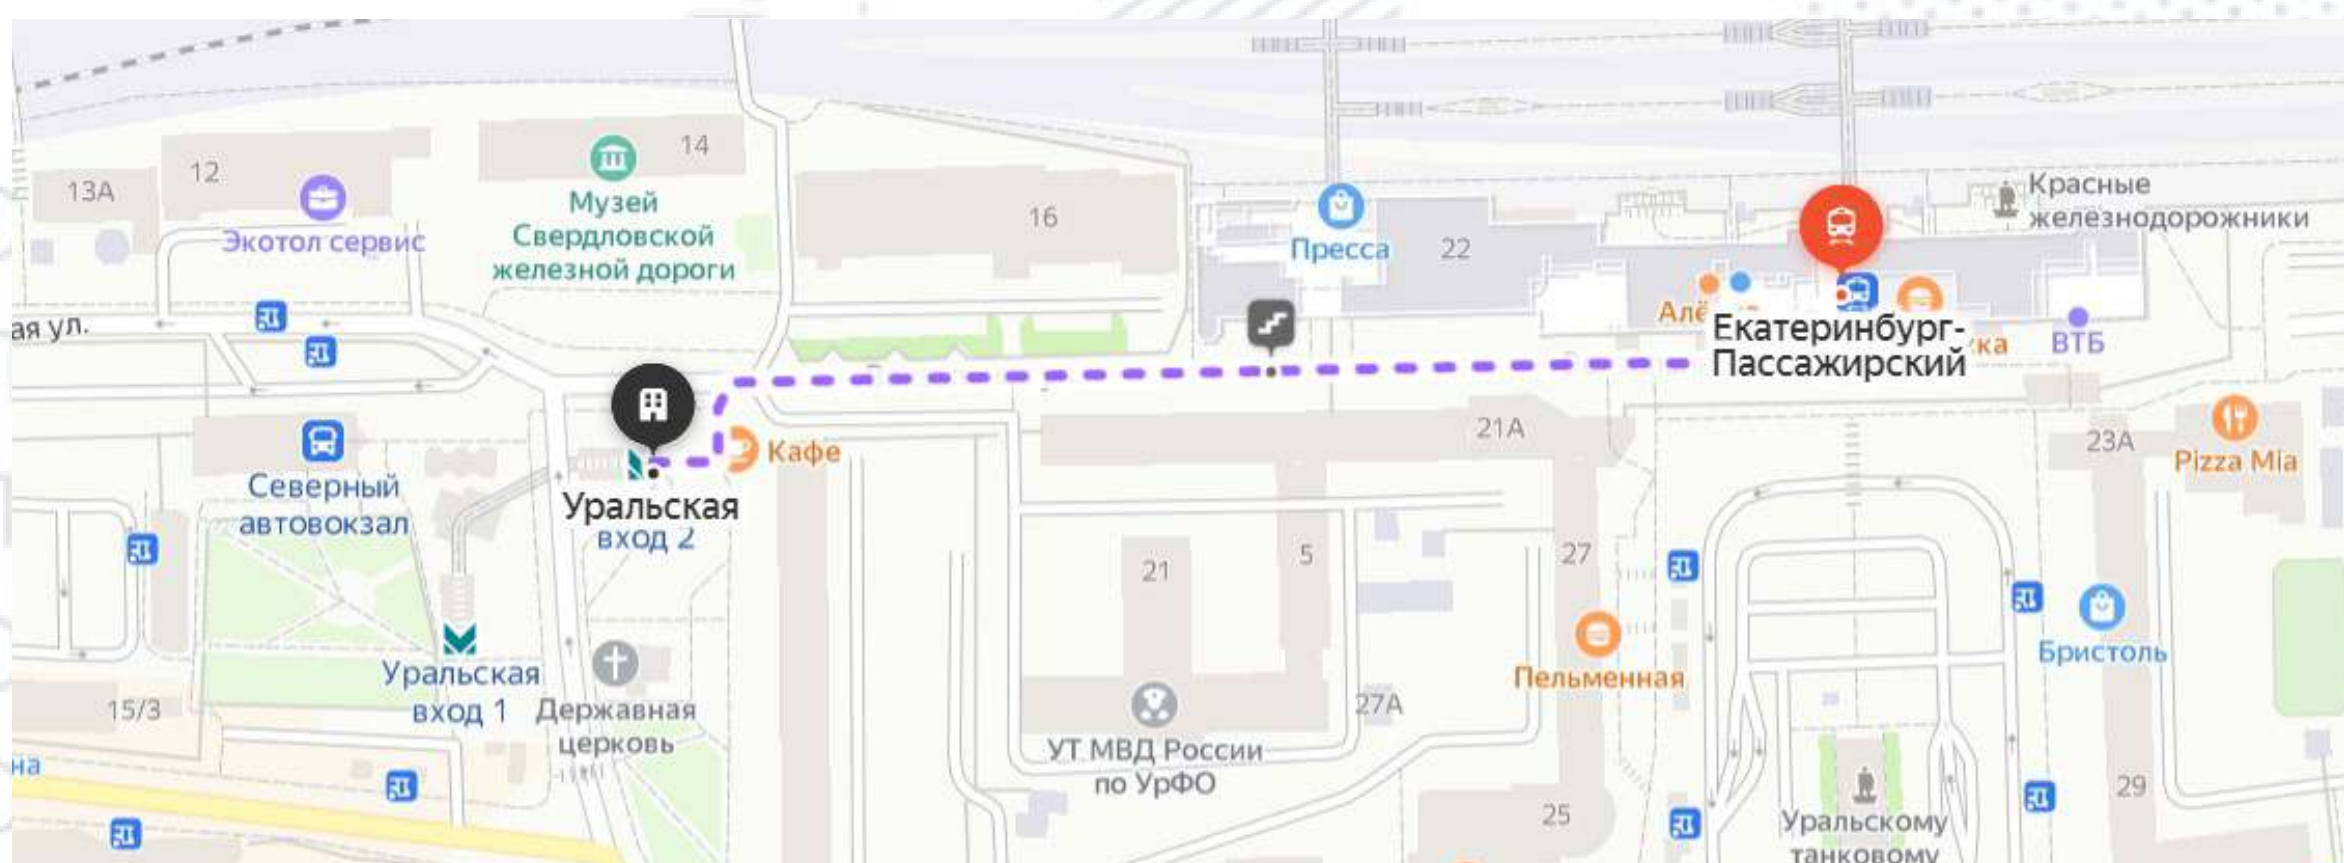 14
12
13А
Музей
Свердловской
железной дороги
Экотол сервис
16
Пресса
22
Красные
железнодорожники
ая ул.
Екатеринбург-
Пассажирский
ка
ВТБ
Кафе
21А
23А
Pizza Mia
Северный
автовокзал
Уральская
вход 2
21
5
27
Бристоль
Уральская
вход 1
Державная
церковь
Пельменная
15/3
27А
УТ МВД России
по УрФО
на
25
29
Уральскому
танковому